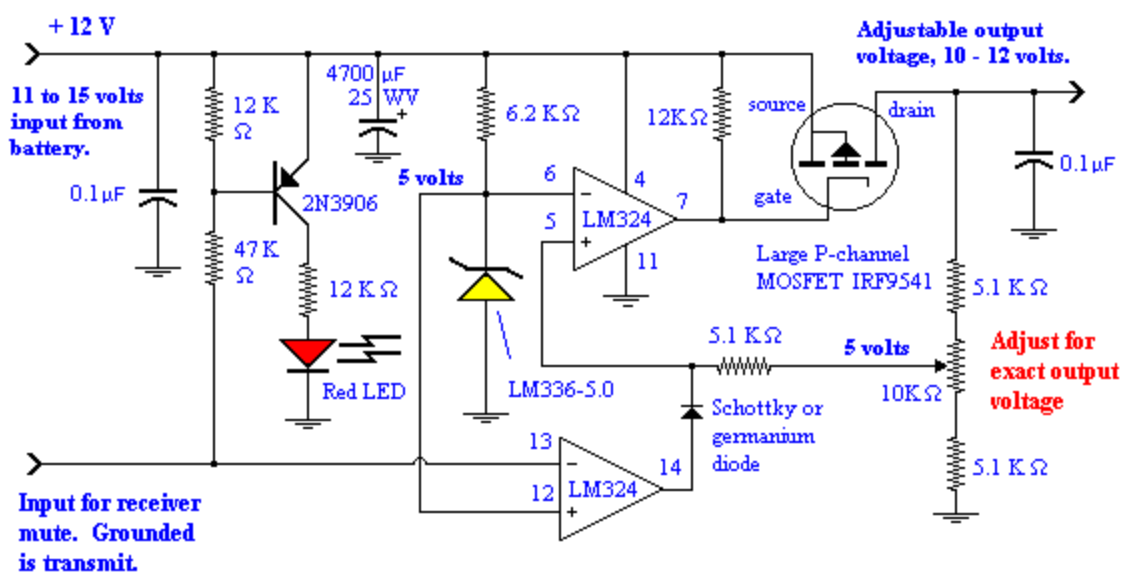 + 12 V
Adjustable output
voltage, 10 - 12 volts.
11 to 15 volts
input from
battery.
0.1µF
12 K
Ω
47 K
Ω
2N3906
12 K Ω
Red LED
4700 µF
25 WV
+
6.2 K Ω
5 volts
LM336-5.0
6
5
4
7
11
−
+
LM324
12K Ω
source
drain
gate
Large P-channel
MOSFET IRF9541
0.1µF
5.1 K Ω
5.1 K Ω
5 volts
10K Ω
Adjust for
exact output
voltage
5.1 K Ω
Schottky or
germanium
diode
13
12
14
−
+
LM324
Input for receiver
mute. Grounded
is transmit.